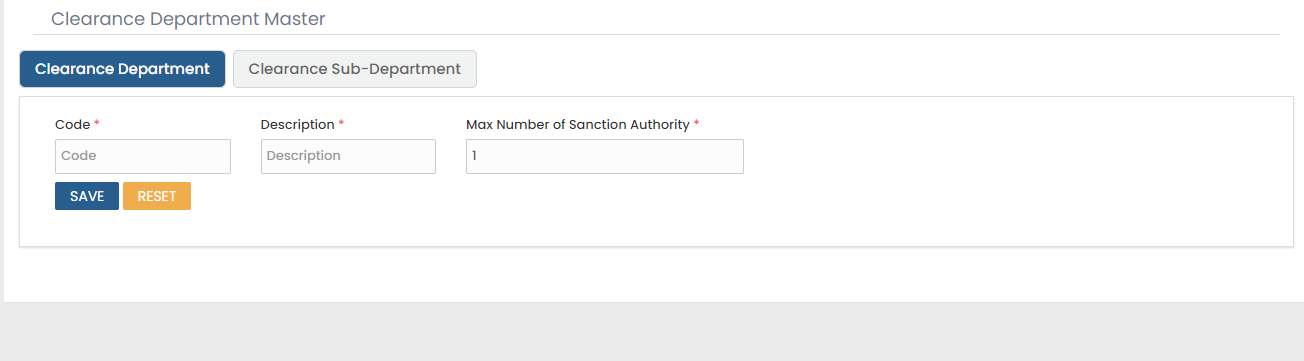 Clearance Department Master
Clearance Department Clearance Sub-Department
Code * Description * Max Number of Sanction Authority *
Code Description 1
SAVE RESET